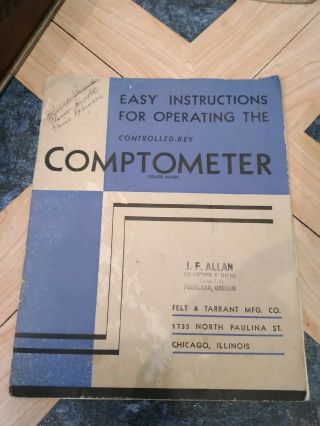 EASY INSTRUCTIONS
FOR OPERATING THE
CONTROLLED-KEY
COMPTOMETER
(TRADE MARK)
J. F. ALLAN
PORTLAND, OREGON
FELT & TARRANT MFG. CO.
1735 NORTH PAULINA ST.
CHICAGO, ILLINOIS